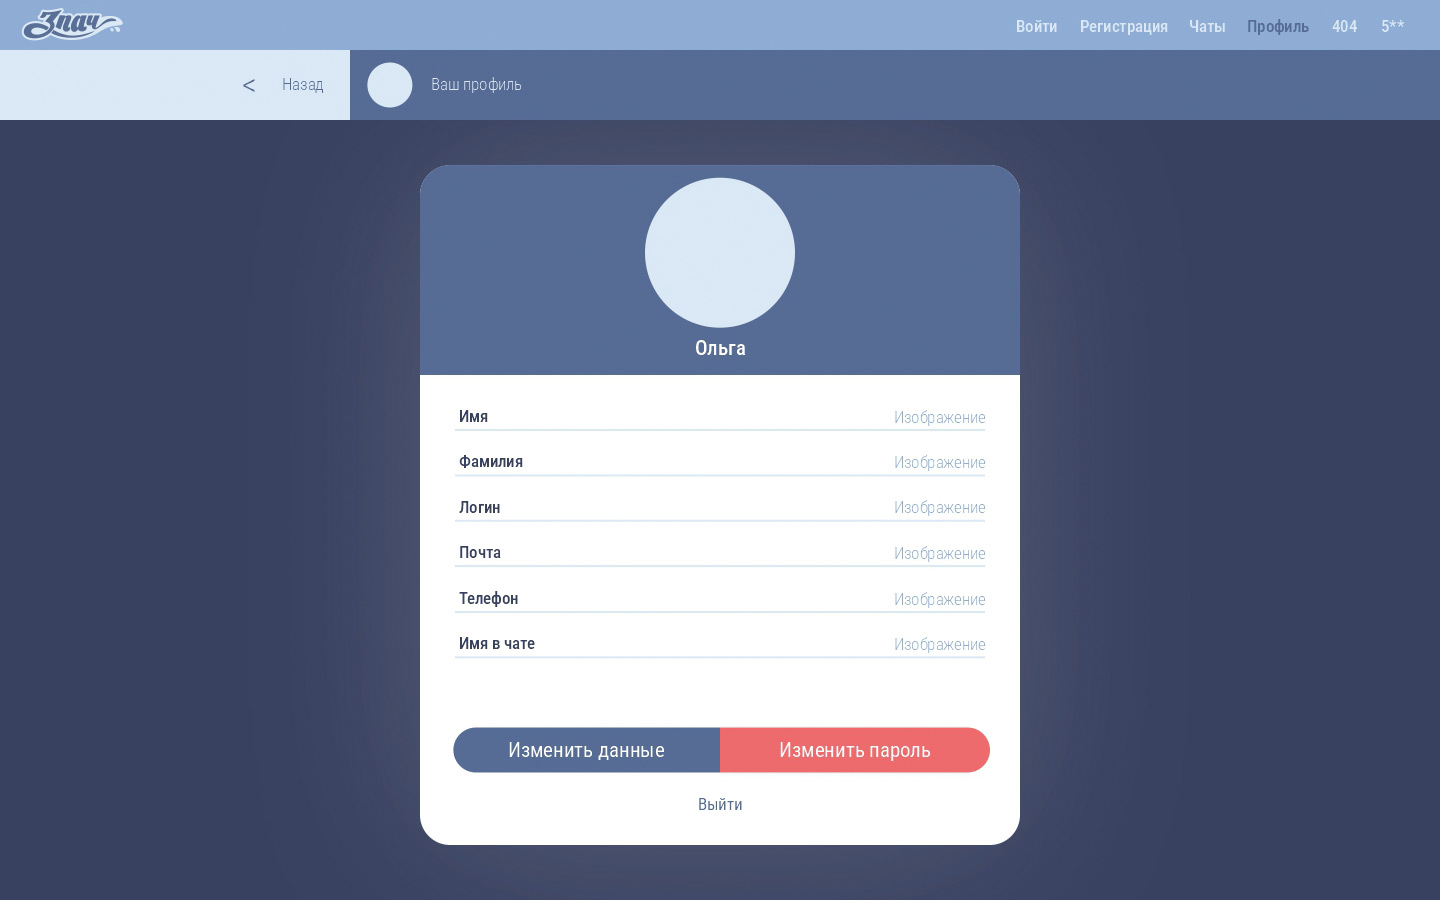 Знач
Войти Регистрация Чаты Профиль 404 5**
< Назад
Ваш профиль
Ольга
Имя Изображение
Фамилия Изображение
Логин Изображение
Почта Изображение
Телефон Изображение
Имя в чате Изображение
Изменить данные Изменить пароль
Выйти